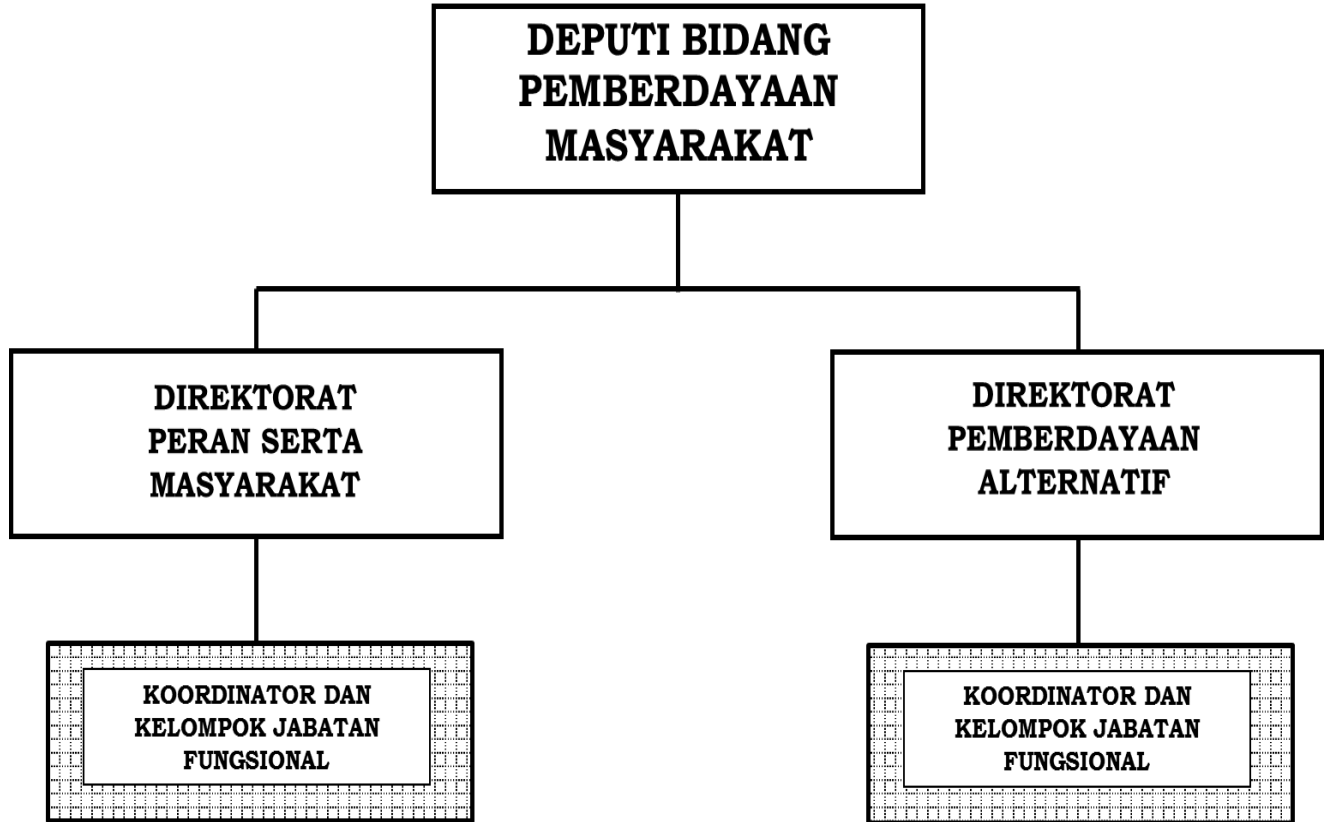 DEPUTI BIDANG
PEMBERDAYAAN
MASYARAKAT
DIREKTORAT
PERAN SERTA
MASYARAKAT
DIREKTORAT
PEMBERDAYAAN
ALTERNATIF
KOORDINATOR DAN
KELOMPOK JABATAN
FUNGSIONAL
KOORDINATOR DAN
KELOMPOK JABATAN
FUNGSIONAL